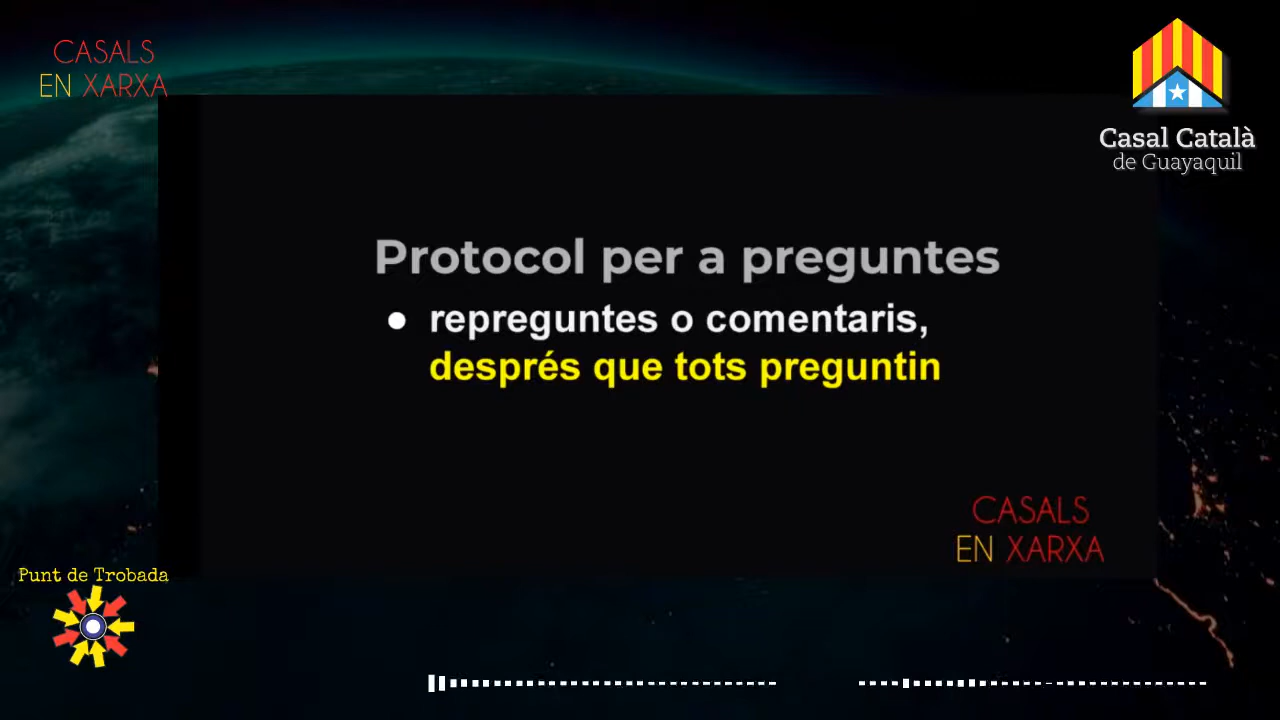 CASALS
EN XARXA
Casal Català
de Guayaquil
Protocol per a preguntes
● repreguntes o comentaris,
després que tots preguntin
CASALS
EN XARXA
Punt de Trobada